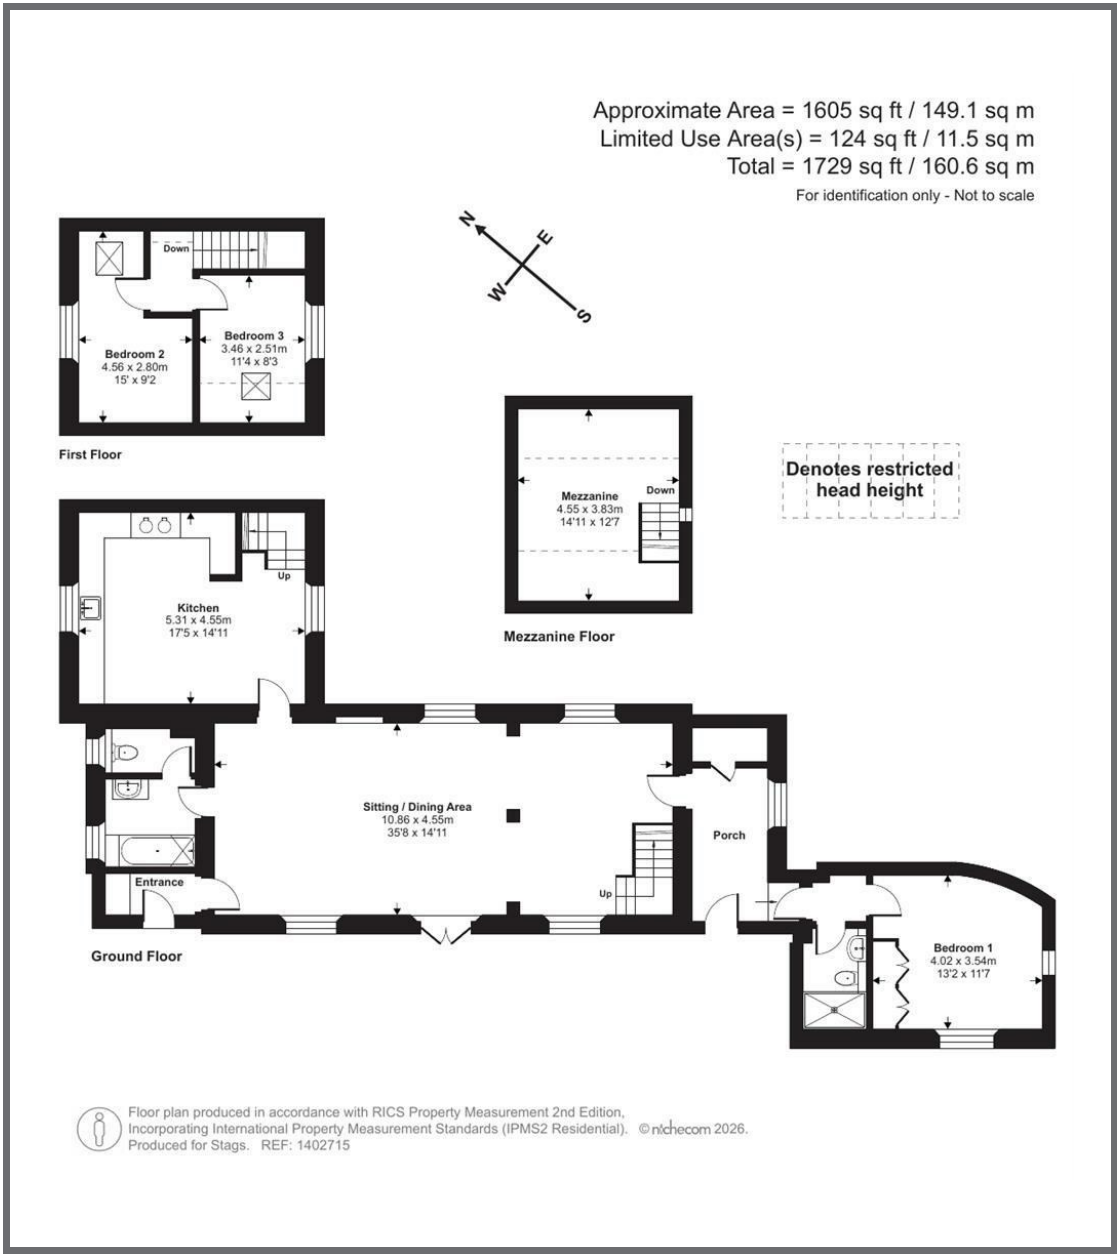 Approximate Area = 1605 sq ft / 149.1 sq m
Limited Use Area(s) = 124 sq ft / 11.5 sq m
Total = 1729 sq ft / 160.6 sq m
For identification only - Not to scale
N
E
W
S
Down
Bedroom 2
4.56 x 2.80m
15' x 9'2
Bedroom 3
3.46 x 2.51m
11'4 x 8'3
First Floor
Mezzanine
4.55 x 3.83m
14'11 x 12'7
Down
Mezzanine Floor
Denotes restricted
head height
Up
Kitchen
5.31 x 4.55m
17'5 x 14'11
Sitting / Dining Area
10.86 x 4.55m
35'8 x 14'11
Up
Porch
Entrance
Ground Floor
Bedroom 1
4.02 x 3.54m
13'2 x 11'7
Floor plan produced in accordance with RICS Property Measurement 2nd Edition,
Incorporating International Property Measurement Standards (IPMS2 Residential). © nichecom 2026.
Produced for Stags. REF: 1402715